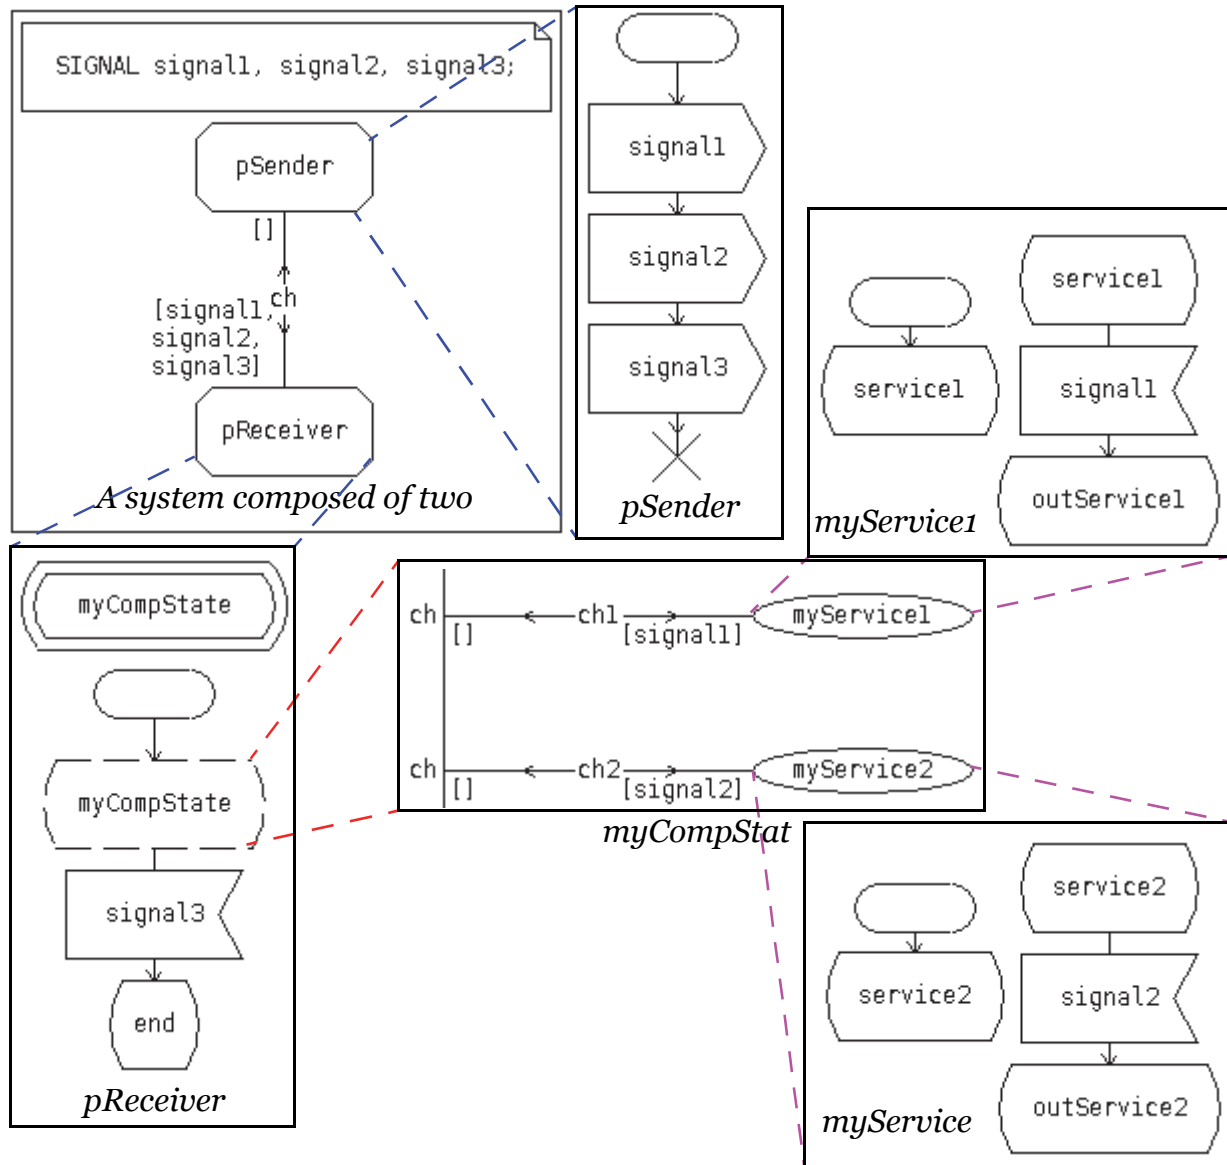 SIGNAL signal1, signal2, signal3;
pSender
[]
ch
[signal1,
signal2,
signal3]
pReceiver
A system composed of two
signal1
signal2
signal3
pSender
service1
service1
signal1
outService1
myService1
myCompState
myCompState
signal3
end
pReceiver
ch
[]
ch1
[signal1]
myService1
ch
[]
ch2
[signal2]
myService2
myCompStat
service2
service2
signal2
outService2
myService